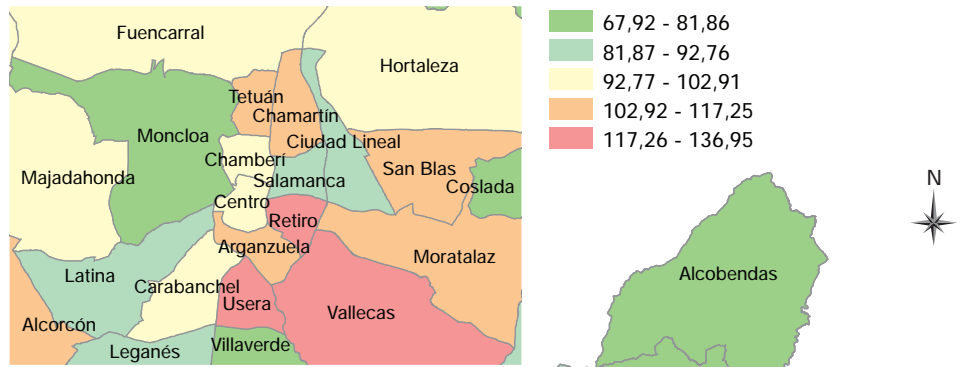 Fuencarral
Hortaleza
Tetuán
Chamartín
Moncloa
Ciudad Lineal
Chamberí
San Blas
Majadahonda
Salamanca
Coslada
Centro
Retiro
Arganzuela
Moratalaz
Latina
Carabanchel
Usera
Vallecas
Alcorcón
Leganés
Villaverde
67,92 - 81,86
81,87 - 92,76
92,77 - 102,91
102,92 - 117,25
117,26 - 136,95
N
Alcobendas